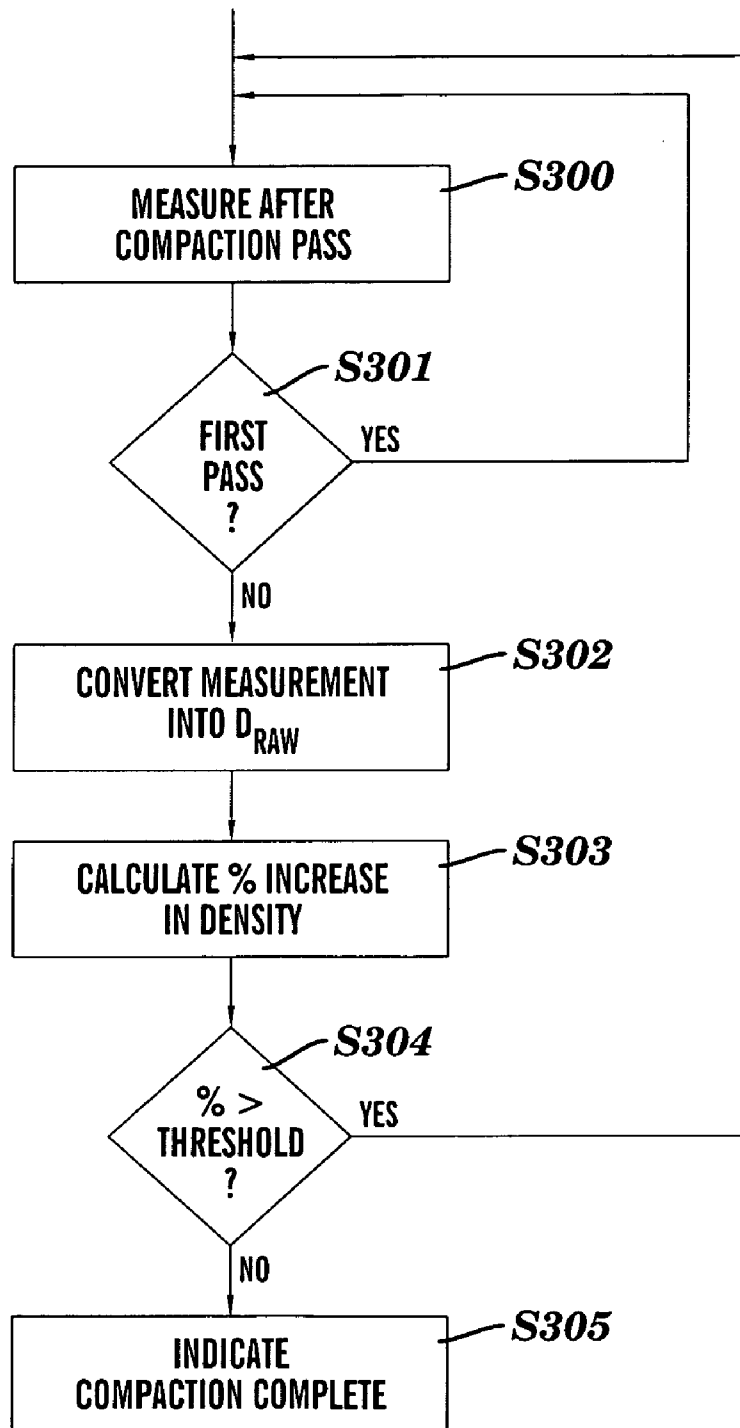 S300
MEASURE AFTER
COMPACTION PASS
S301
FIRST
PASS
?
YES
NO
S302
CONVERT MEASUREMENT
INTO D_RAW
S303
CALCULATE % INCREASE
IN DENSITY
S304
% >
THRESHOLD
?
YES
NO
S305
INDICATE
COMPACTION COMPLETE